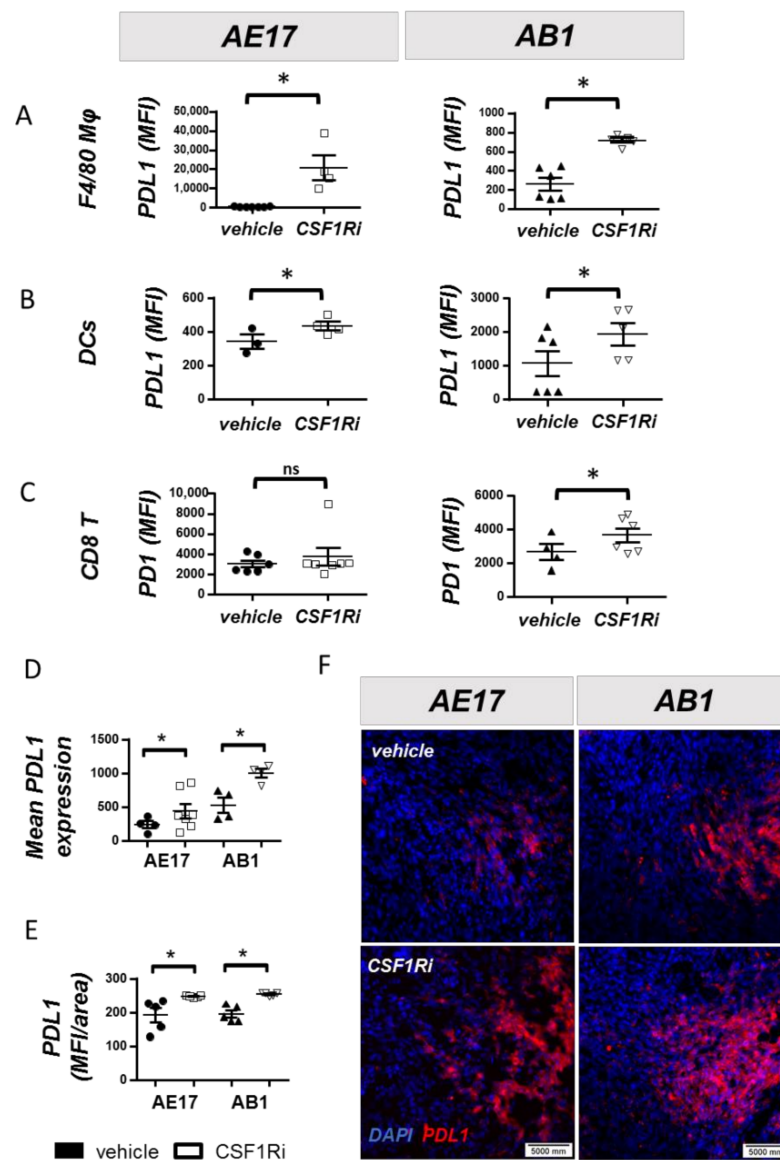 AE17
AB1
A
F4/80 Mφ
PDL1 (MFI)
50,000
40,000
30,000
20,000
1,0000
0
*
vehicle
CSF1Ri
PDL1 (MFI)
1000
800
600
400
200
0
*
vehicle
CSF1Ri
B
DCs
PDL1 (MFI)
600
400
200
0
*
vehicle
CSF1Ri
PDL1 (MFI)
3000
2000
1000
0
*
vehicle
CSF1Ri
C
CD8 T
PD1 (MFI)
10,000
8000
6000
4000
2000
0
ns
vehicle
CSF1Ri
PD1 (MFI)
6000
4000
2000
0
*
vehicle
CSF1Ri
D
Mean PDL1
expression
1500
1000
500
0
*
*
AE17
AB1
E
PDL1
(MFI/area)
300
200
100
0
*
*
AE17
AB1
vehicle
CSF1Ri
F
AE17
AB1
vehicle
CSF1Ri
DAPI PDL1
5000 mm
5000 mm